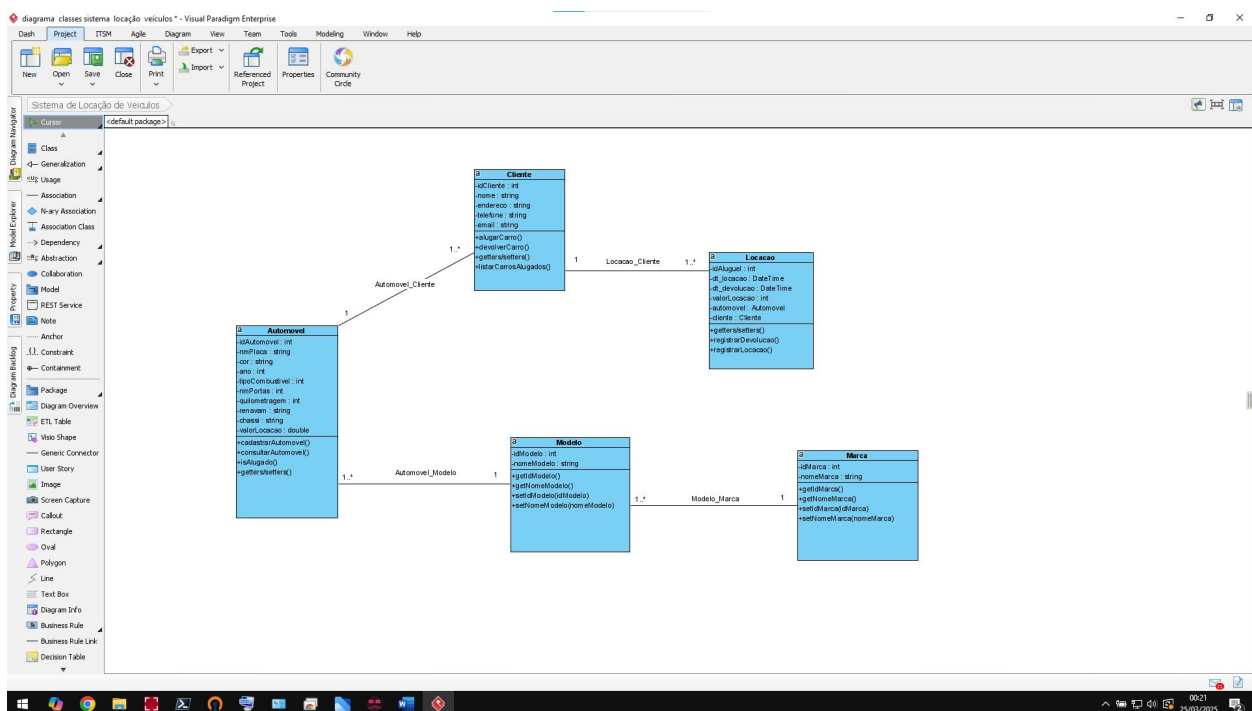 diagrama classes sistema locação veículos * - Visual Paradigm Enterprise
Dash Project ITSM Agile Diagram View Team Tools Modeling Window Help
New
Open
Save
Close
Print
Export
Import
Referenced Project
Properties
Community Circle
Sistema de Locação de Veículos
<default package>
Diagram Navigator
Model Explorer
Property
Diagram Backlog
Cursor
Class
Generalization
Usage
Association
N-ary Association
Association Class
Dependency
Abstraction
Collaboration
Model
REST Service
Note
Anchor
Constraint
Containment
Package
Diagram Overview
ETL Table
Visio Shape
Generic Connector
User Story
Image
Screen Capture
Callout
Rectangle
Oval
Polygon
Line
Text Box
Diagram Info
Business Rule
Business Rule Link
Decision Table
a Cliente
-idCliente : int
-nome : string
-endereco : string
-telefone : string
-email : string
+alugarCarro()
+devolverCarro()
+getters/setters()
+listarCarrosAlugados()
1..*
Automovel_Cliente
1
1
Locacao_Cliente
1..*
a Locacao
-idAluguel : int
-dt_locacao : DateTime
-dt_devolucao : DateTime
-valorLocacao : int
-automovel : Automovel
-cliente : Cliente
+getters/setters()
+registrarDevolucao()
+registrarLocacao()
a Automovel
-idAutomovel : int
-nmPlaca : string
-cor : string
-ano : int
-tipoCombustivel : int
-nmPortas : int
-quilometragem : int
-renavam : string
-chassi : string
-valorLocacao : double
+cadastrarAutomovel()
+consultarAutomovel()
+isAlugado()
+getters/setters()
1..*
Automovel_Modelo
1
a Modelo
-idModelo : int
-nomeModelo : string
+getIdModelo()
+getNomeModelo()
+setIdModelo(idModelo)
+setNomeModelo(nomeModelo)
1..*
Modelo_Marca
1
a Marca
-idMarca : int
-nomeMarca : string
+getIdMarca()
+getNomeMarca()
+setIdMarca(idMarca)
+setNomeMarca(nomeMarca)
00:21
25/03/2025